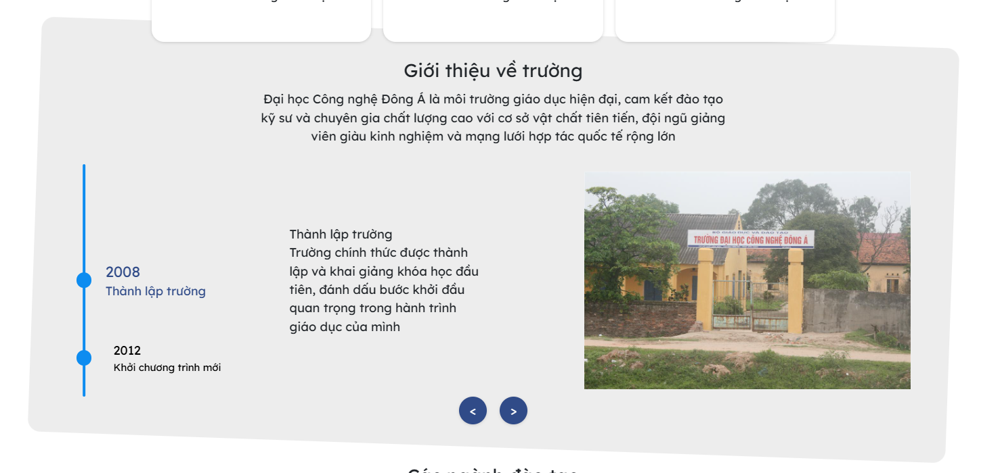 Giới thiệu về trường
Đại học Công nghệ Đông Á là môi trường giáo dục hiện đại, cam kết đào tạo
kỹ sư và chuyên gia chất lượng cao với cơ sở vật chất tiên tiến, đội ngũ giảng
viên giàu kinh nghiệm và mạng lưới hợp tác quốc tế rộng lớn
2008
Thành lập trường
2012
Khởi chương trình mới
Thành lập trường
Trường chính thức được thành
lập và khai giảng khóa học đầu
tiên, đánh dấu bước khởi đầu
quan trọng trong hành trình
giáo dục của mình
BỘ GIÁO DỤC VÀ ĐÀO TẠO
TRƯỜNG ĐẠI HỌC CÔNG NGHỆ ĐÔNG Á
<
>
Các ngành đào tạo